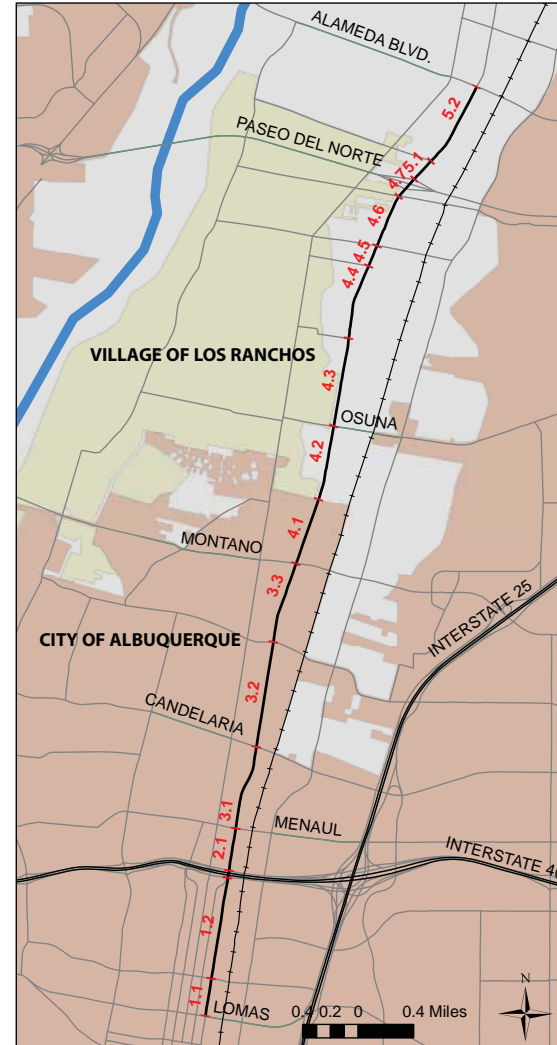 ALAMEDA BLVD.
5.2
PASEO DEL NORTE
5.1
4.7
4.6
4.5
4.4
VILLAGE OF LOS RANCHOS
4.3
OSUNA
4.2
4.1
MONTANO
3.3
INTERSTATE 25
CITY OF ALBUQUERQUE
3.2
CANDELARIA
3.1
MENAUL
2.1
INTERSTATE 40
1.2
N
1.1
LOMAS
0.4 0.2 0 0.4 Miles